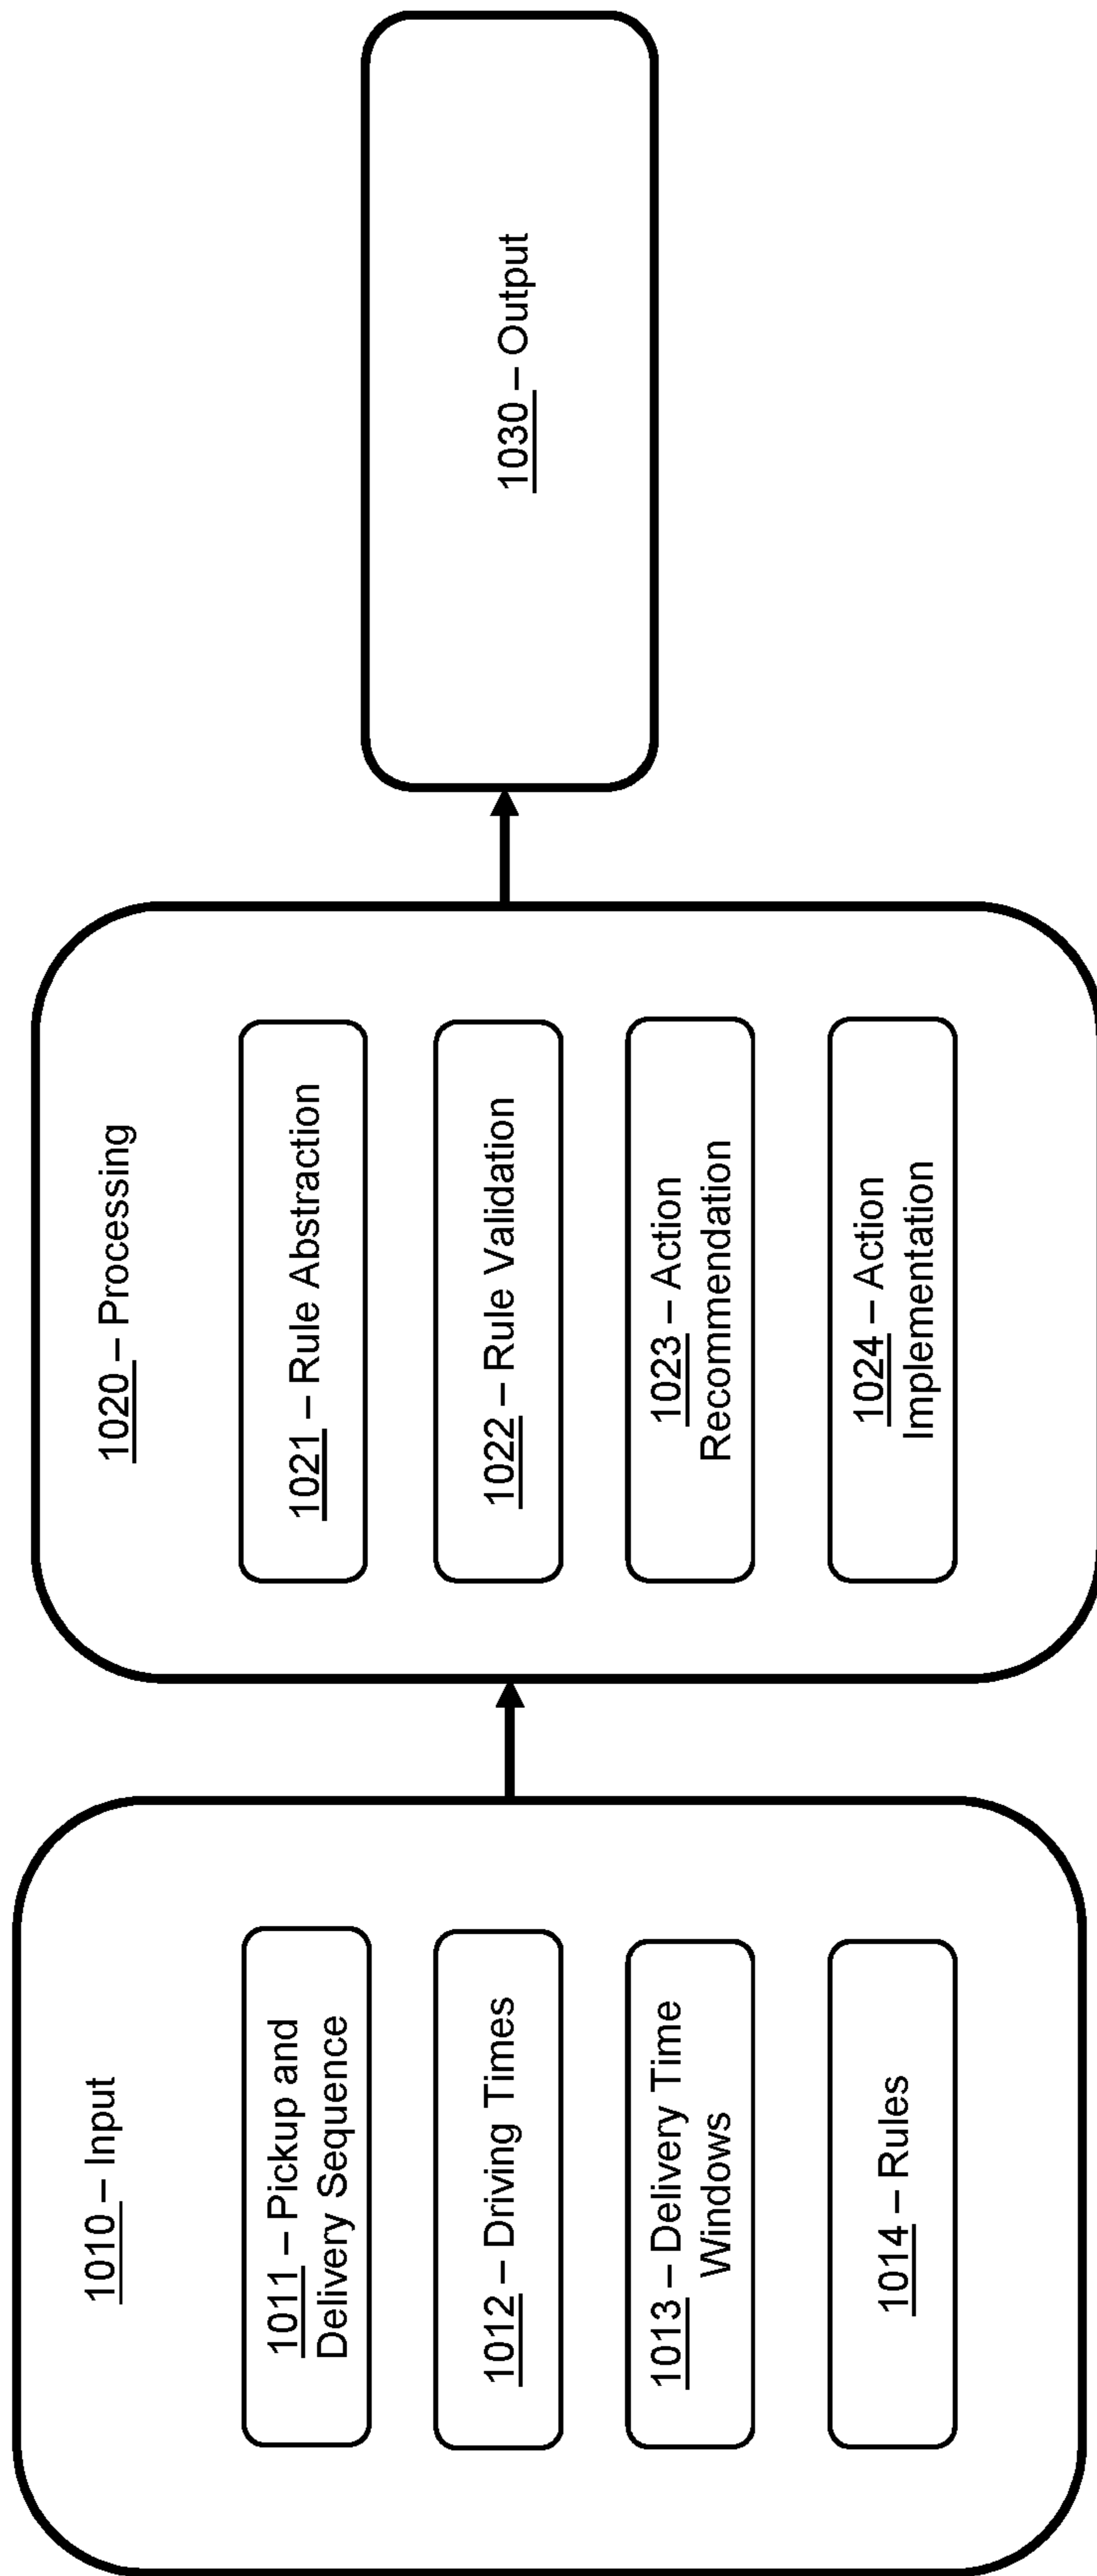 1010 – Input
1011 – Pickup and
Delivery Sequence
1012 – Driving Times
1013 – Delivery Time
Windows
1014 – Rules
1020 – Processing
1021 – Rule Abstraction
1022 – Rule Validation
1023 – Action
Recommendation
1024 – Action
Implementation
1030 – Output